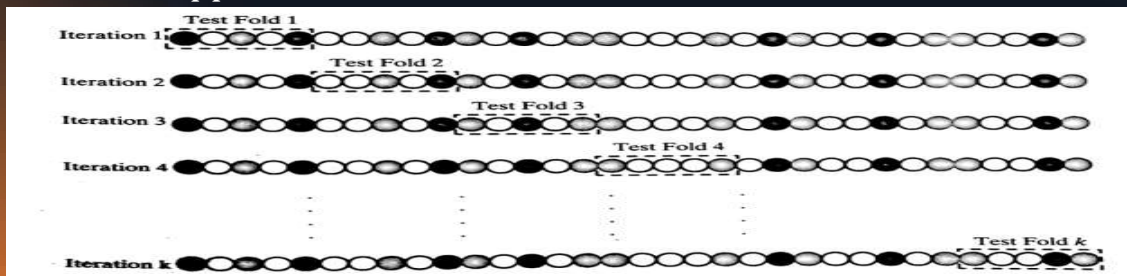 Test Fold 1
Iteration 1
Test Fold 2
Iteration 2
Test Fold 3
Iteration 3
Test Fold 4
Iteration 4
Test Fold k
Iteration k